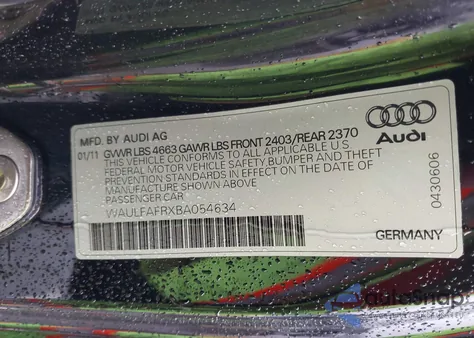 MFD. BY AUDI AG
01/11 GVWR LBS 4663 GAWR LBS FRONT 2403/REAR 2370
THIS VEHICLE CONFORMS TO ALL APPLICABLE US
FEDERAL MOTOR VEHICLE SAFETY BUMPER AND THEFT
PREVENTION STANDARDS IN EFFECT ON THE DATE OF
MANUFACTURE SHOWN ABOVE
PASSENGER CAR
WAULFAFRXBA054634
Audi
0430606
GERMANY
autoSnap